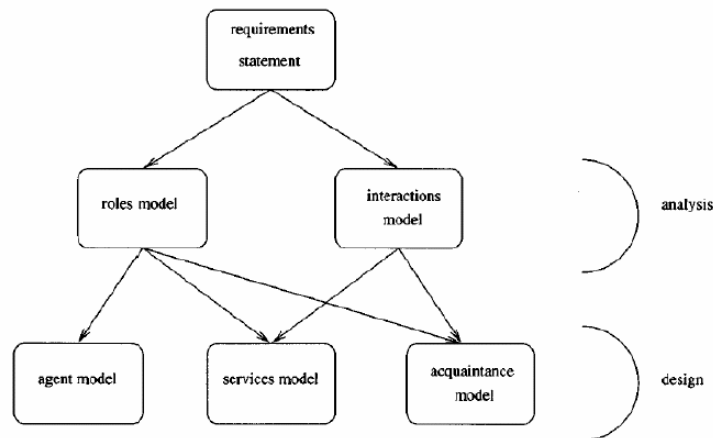 requirements
statement
roles model
interactions
model
analysis
agent model
services model
acquaintance
model
design